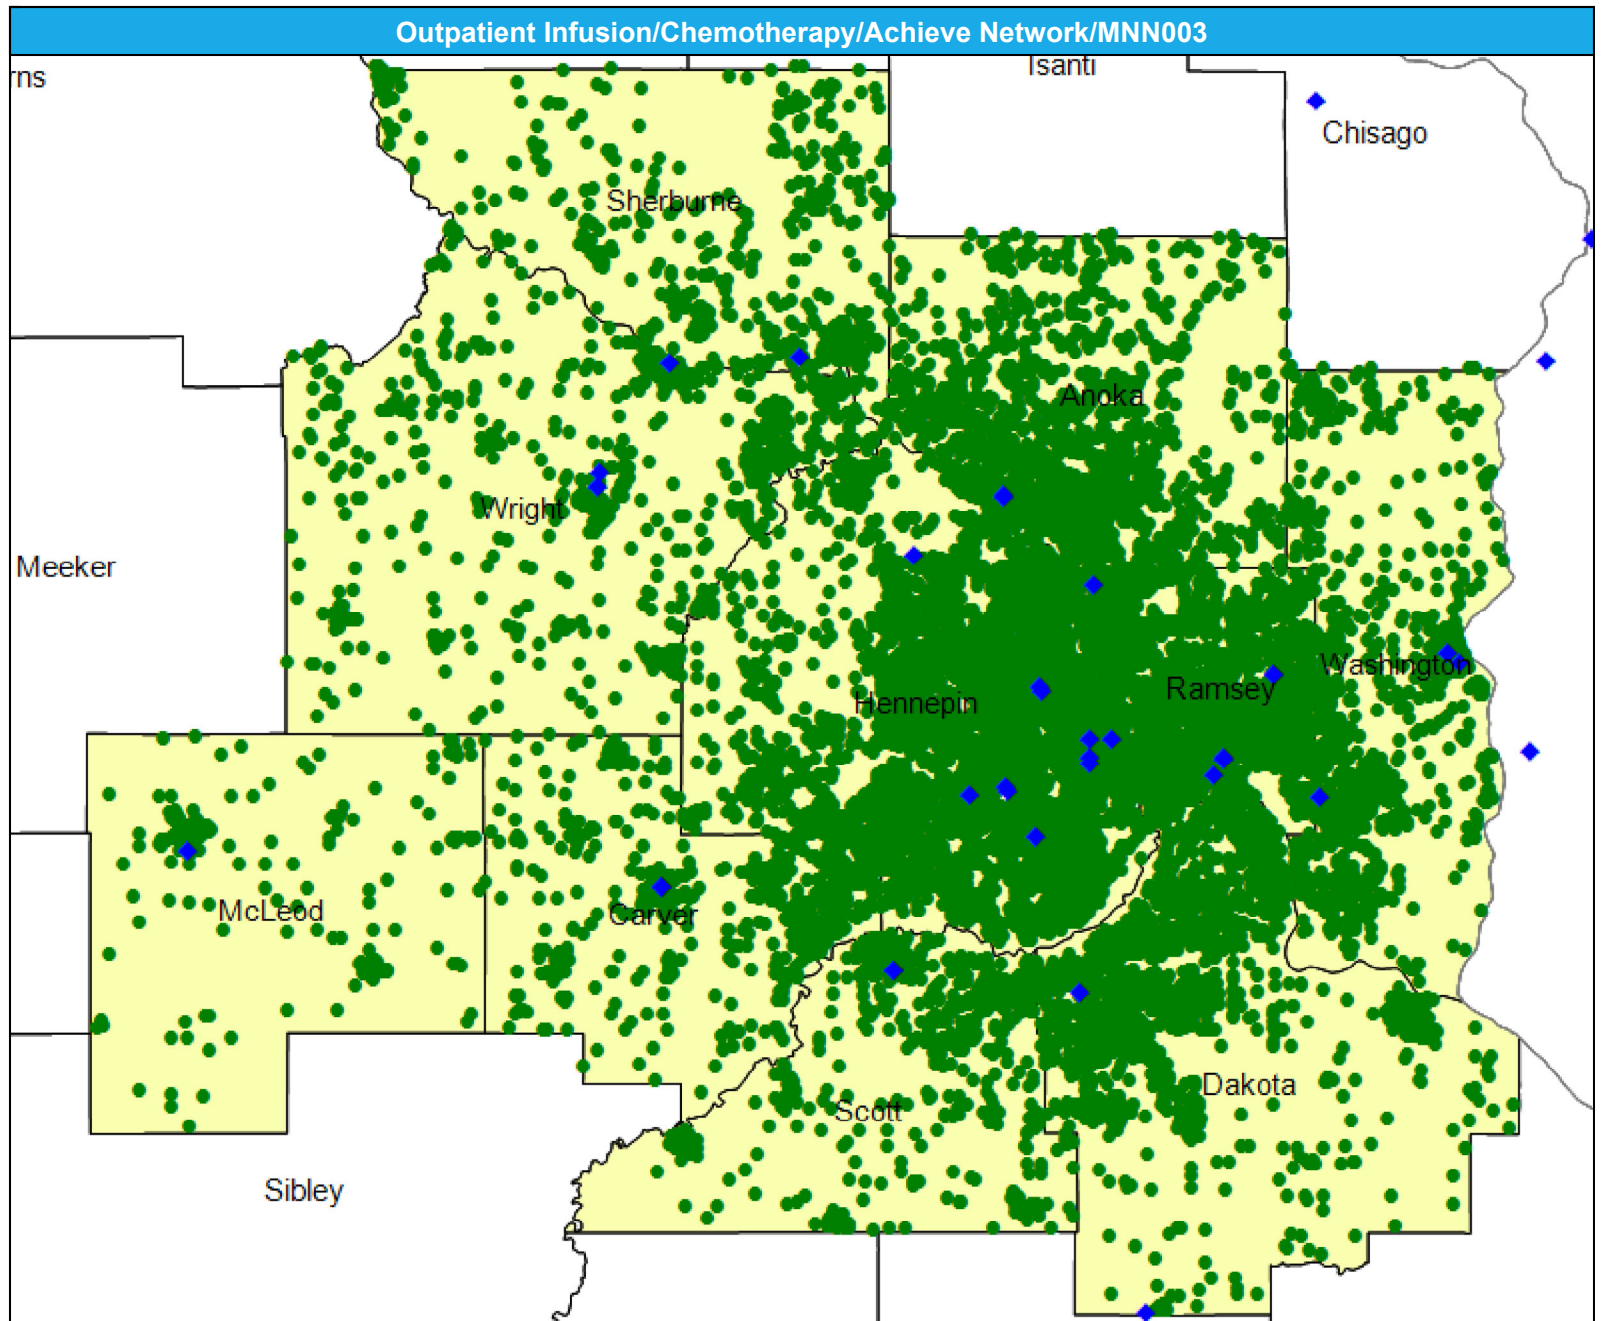 Outpatient Infusion/Chemotherapy/Achieve Network/MNN003
rns
Isanti
Chisago
Sherburne
Anoka
Wright
Meeker
Washington
Ramsey
Hennepin
McLeod
Carver
Dakota
Scott
Sibley